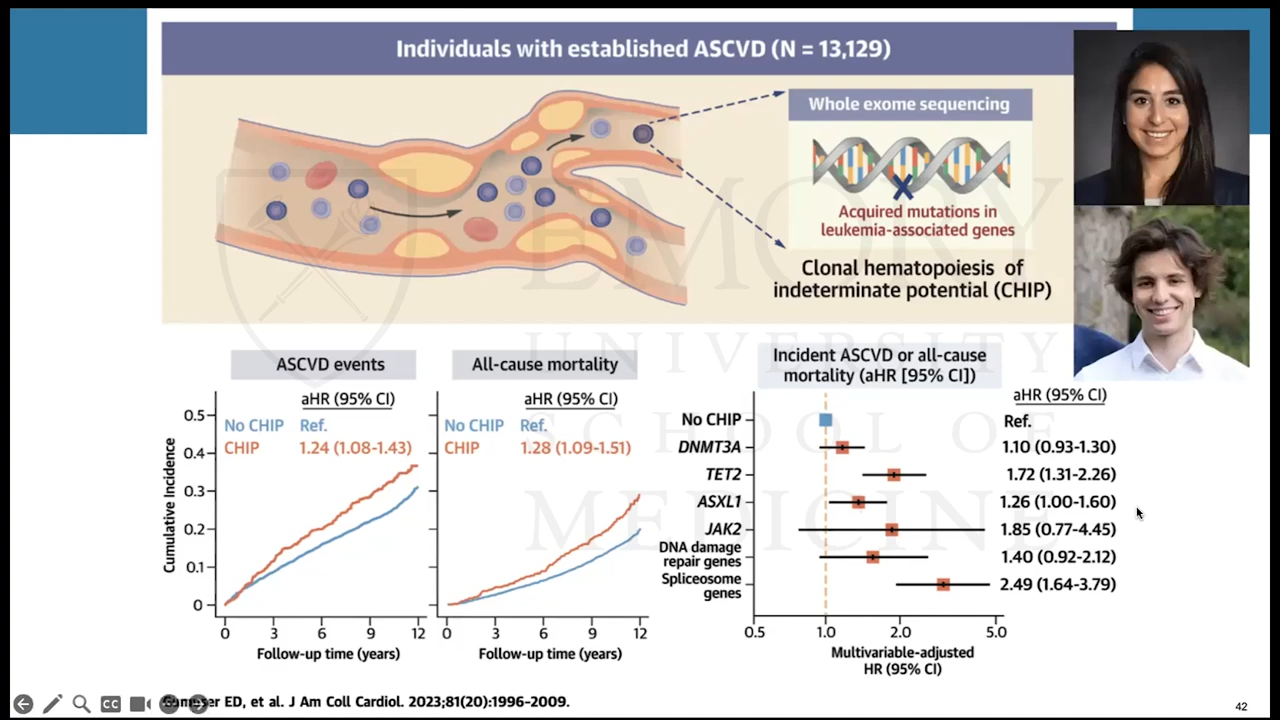 Individuals with established ASCVD (N = 13,129)
Whole exome sequencing
Acquired mutations in
leukemia-associated genes
Clonal hematopoiesis of
indeterminate potential (CHIP)
EMORY
UNIVERSITY
SCHOOL OF
MEDICINE
ASCVD events
aHR (95% CI)
No CHIP Ref.
CHIP 1.24 (1.08-1.43)
Cumulative Incidence
0.5
0.4
0.3
0.2
0.1
0
0 3 6 9 12
Follow-up time (years)
All-cause mortality
aHR (95% CI)
No CHIP Ref.
CHIP 1.28 (1.09-1.51)
0 3 6 9 12
Follow-up time (years)
Incident ASCVD or all-cause
mortality (aHR [95% CI])
aHR (95% CI)
No CHIP Ref.
DNMT3A 1.10 (0.93-1.30)
TET2 1.72 (1.31-2.26)
ASXL1 1.26 (1.00-1.60)
JAK2 1.85 (0.77-4.45)
DNA damage
repair genes 1.40 (0.92-2.12)
Spliceosome
genes 2.49 (1.64-3.79)
0.5 1.0 2.0 5.0
Multivariable-adjusted
HR (95% CI)
CC
ED, et al. J Am Coll Cardiol. 2023;81(20):1996-2009.
42